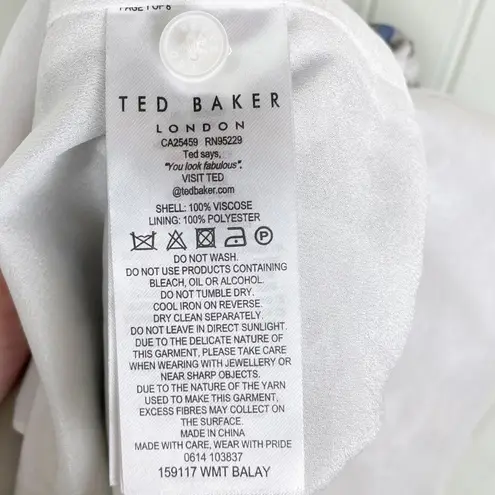 PAGE 1 OF 6
TED BAKER
LONDON
CA25459 RN95229
Ted says,
"You look fabulous".
VISIT TED
@tedbaker.com
SHELL: 100% VISCOSE
LINING: 100% POLYESTER
P
DO NOT WASH.
DO NOT USE PRODUCTS CONTAINING
BLEACH, OIL OR ALCOHOL.
DO NOT TUMBLE DRY.
COOL IRON ON REVERSE.
DRY CLEAN SEPARATELY.
DO NOT LEAVE IN DIRECT SUNLIGHT.
DUE TO THE DELICATE NATURE OF
THIS GARMENT, PLEASE TAKE CARE
WHEN WEARING WITH JEWELLERY OR
NEAR SHARP OBJECTS.
DUE TO THE NATURE OF THE YARN
USED TO MAKE THIS GARMENT,
EXCESS FIBRES MAY COLLECT ON
THE SURFACE.
MADE IN CHINA
MADE WITH CARE, WEAR WITH PRIDE
0614 103837
159117 WMT BALAY